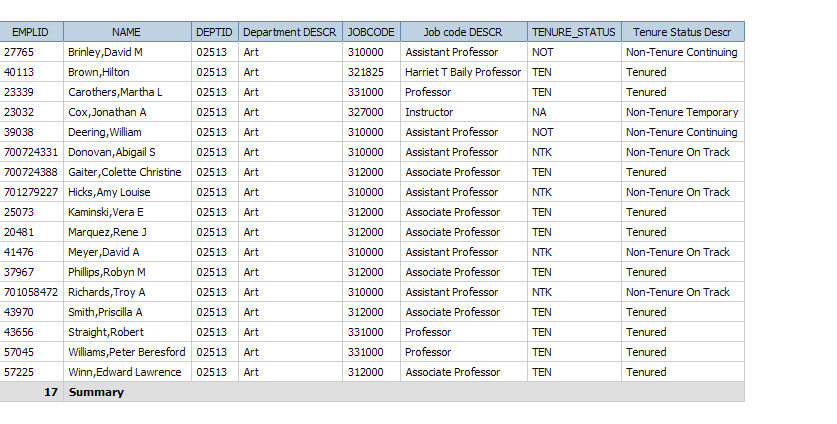 EMPLID NAME DEPTID Department DESCR JOBCODE Job code DESCR TENURE_STATUS Tenure Status Descr
27765 Brinley,David M 02513 Art 310000 Assistant Professor NOT Non-Tenure Continuing
40113 Brown,Hilton 02513 Art 321825 Harriet T Baily Professor TEN Tenured
23339 Carothers,Martha L 02513 Art 331000 Professor TEN Tenured
23032 Cox,Jonathan A 02513 Art 327000 Instructor NA Non-Tenure Temporary
39038 Deering,William 02513 Art 310000 Assistant Professor NOT Non-Tenure Continuing
700724331 Donovan,Abigail S 02513 Art 310000 Assistant Professor NTK Non-Tenure On Track
700724388 Gaiter,Colette Christine 02513 Art 312000 Associate Professor TEN Tenured
701279227 Hicks,Amy Louise 02513 Art 310000 Assistant Professor NTK Non-Tenure On Track
25073 Kaminski,Vera E 02513 Art 312000 Associate Professor TEN Tenured
20481 Marquez,Rene J 02513 Art 312000 Associate Professor TEN Tenured
41476 Meyer,David A 02513 Art 310000 Assistant Professor NTK Non-Tenure On Track
37967 Phillips,Robyn M 02513 Art 312000 Associate Professor TEN Tenured
701058472 Richards,Troy A 02513 Art 310000 Assistant Professor NTK Non-Tenure On Track
43970 Smith,Priscilla A 02513 Art 312000 Associate Professor TEN Tenured
43656 Straight,Robert 02513 Art 331000 Professor TEN Tenured
57045 Williams,Peter Beresford 02513 Art 331000 Professor TEN Tenured
57225 Winn,Edward Lawrence 02513 Art 312000 Associate Professor TEN Tenured
17 Summary